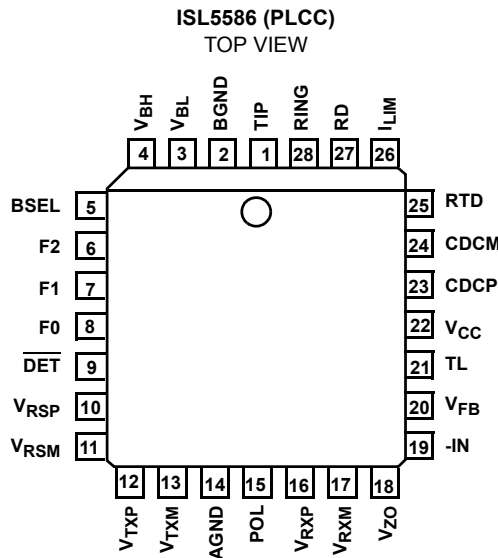 ISL5586 (PLCC)
TOP VIEW
VBH VBL BGND TIP RING RD ILIM
4 3 2 1 28 27 26
BSEL 5
F2 6
F1 7
F0 8
DET 9
VRSP 10
VRSM 11
25 RTD
24 CDCM
23 CDCP
22 VCC
21 TL
20 VFB
19 -IN
12 13 14 15 16 17 18
VTXP VTXM AGND POL VRXP VRXM VZO